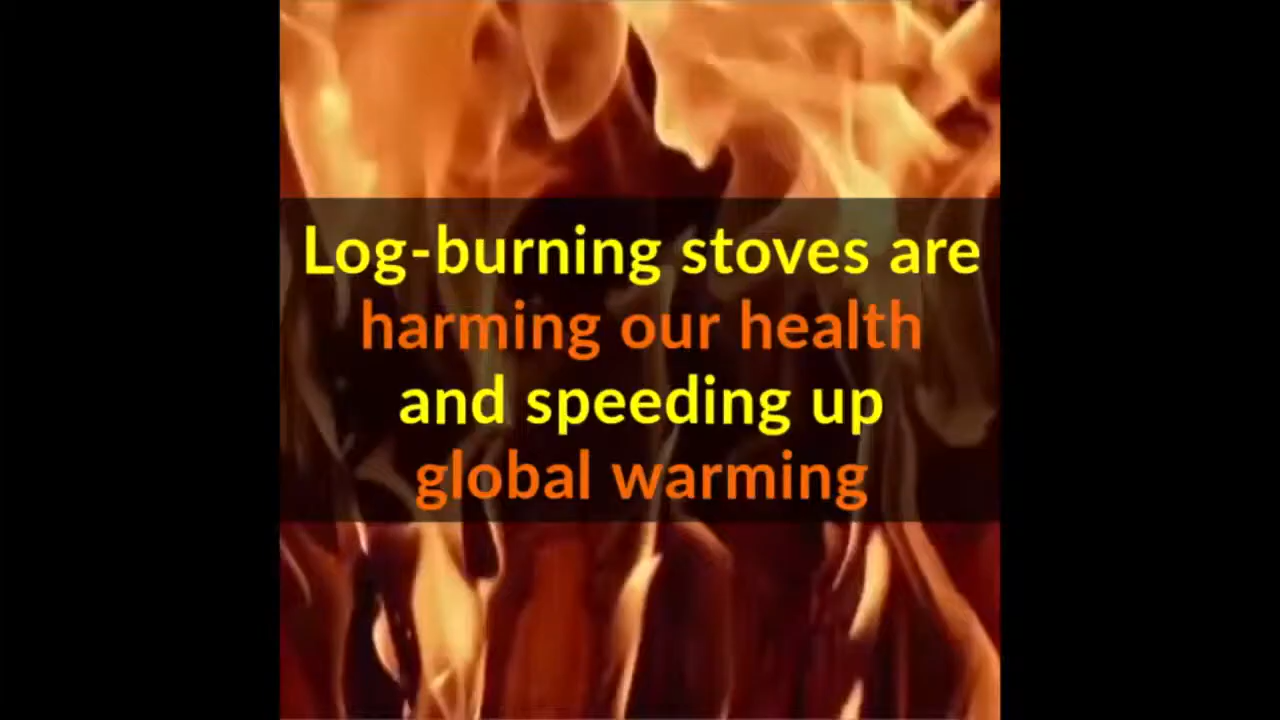 Log-burning stoves are
harming our health
and speeding up
global warming